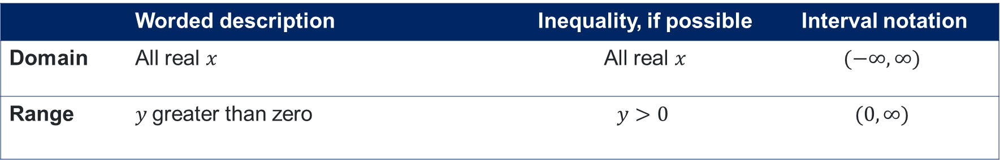 Worded description Inequality, if possible Interval notation
Domain All real x All real x (−∞, ∞)
Range y greater than zero y > 0 (0, ∞)